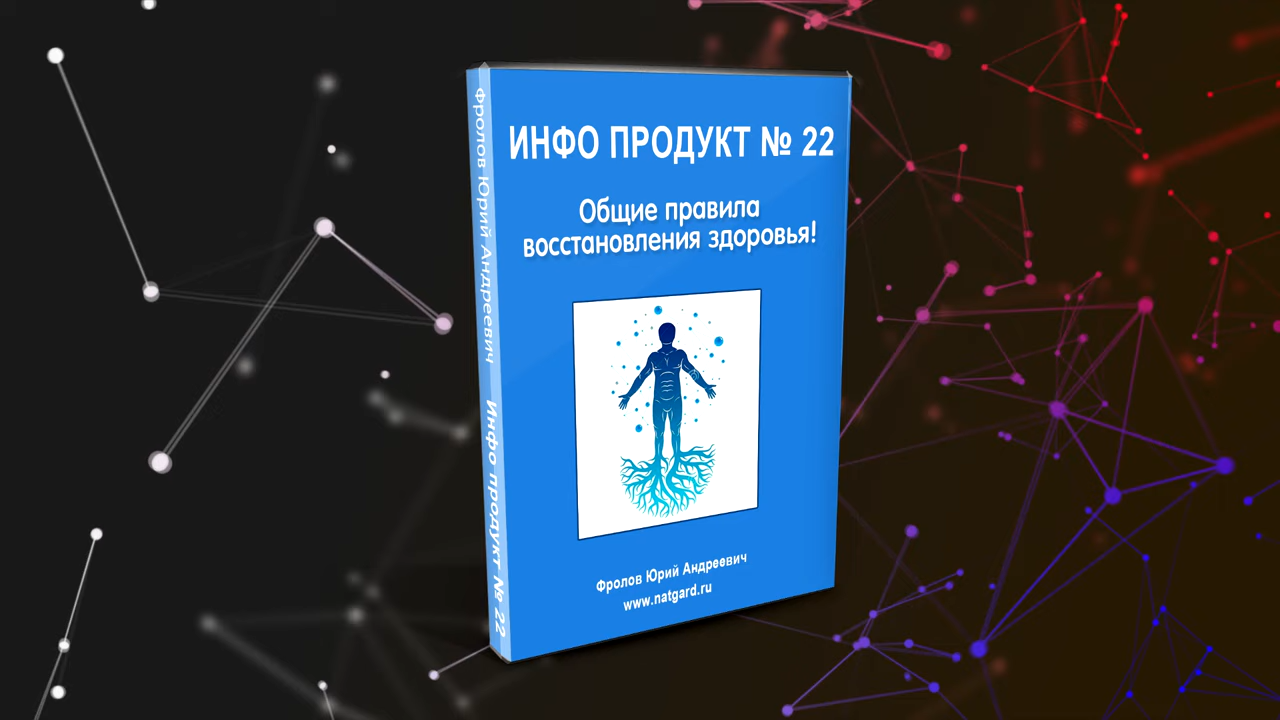 ИНФО ПРОДУКТ № 22
Общие правила
восстановления здоровья!
Фролов Юрий Андреевич
www.natgard.ru
Фролов Юрий Андреевич Инфо продукт № 22